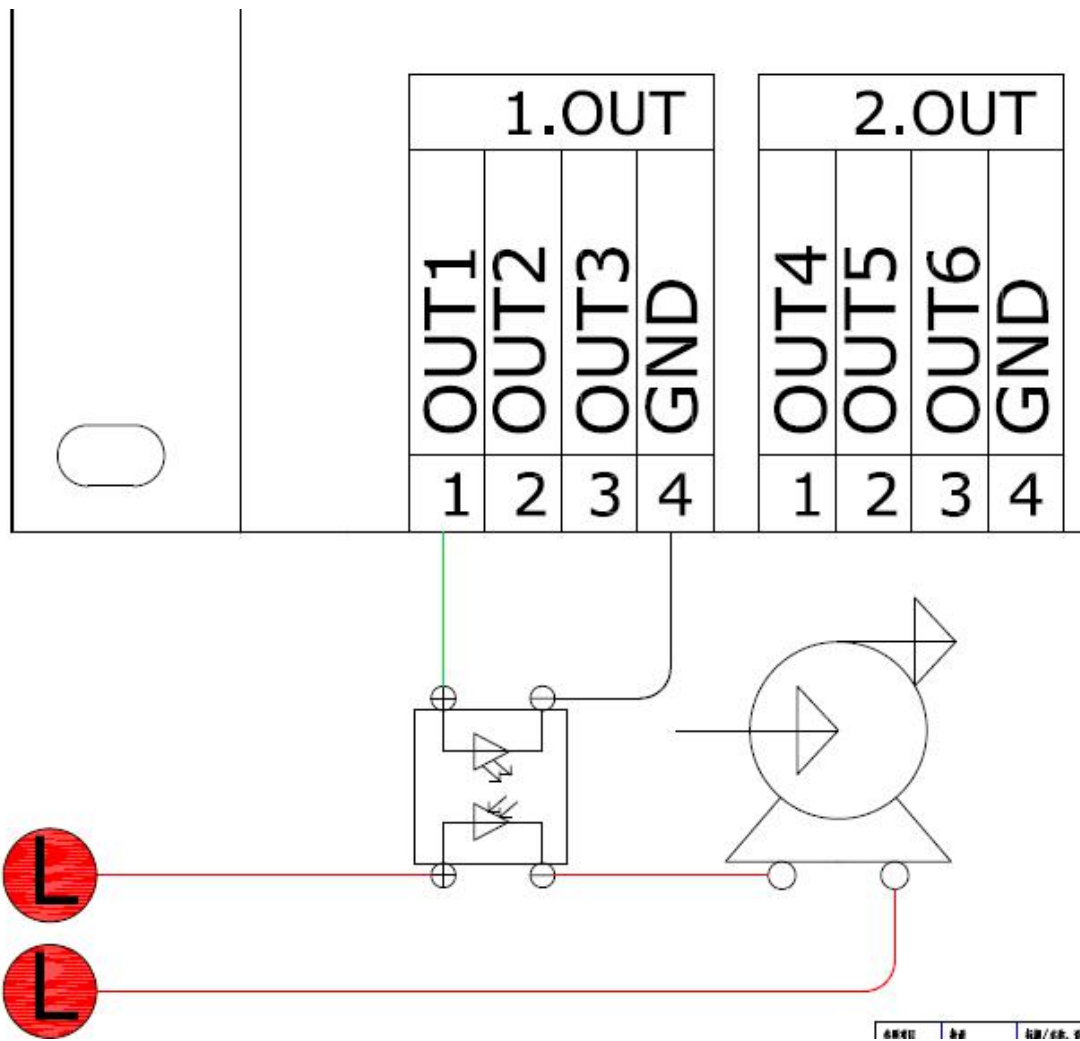 1.OUT
OUT1 OUT2 OUT3 GND
1 2 3 4
2.OUT
OUT4 OUT5 OUT6 GND
1 2 3 4
L
L